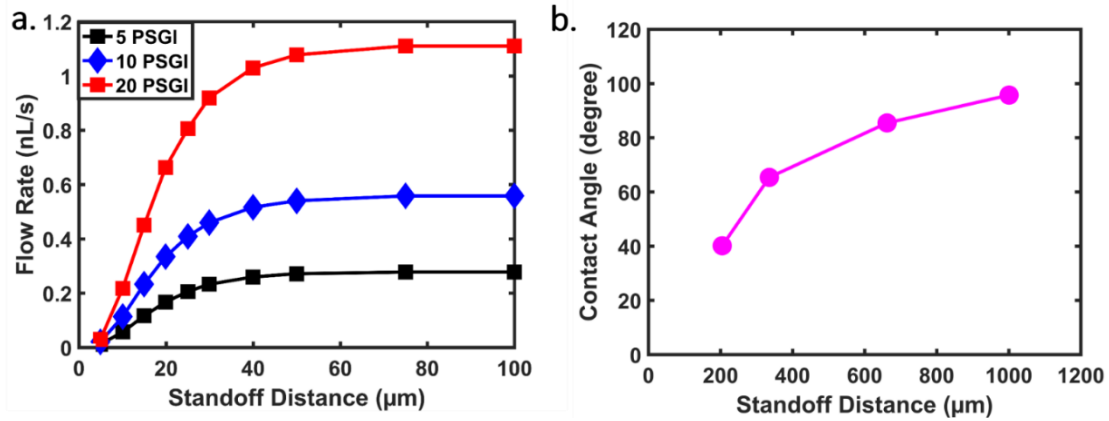 a.
5 PSGI
10 PSGI
20 PSGI
Flow Rate (nL/s)
1.2
1
0.8
0.6
0.4
0.2
0
0 20 40 60 80 100
Standoff Distance (μm)
b.
Contact Angle (degree)
120
100
80
60
40
20
0
0 200 400 600 800 1000 1200
Standoff Distance (μm)